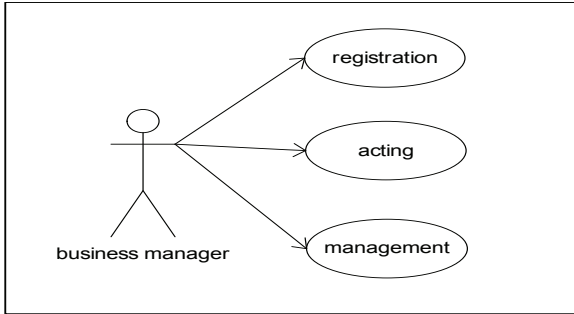 registration
acting
management
business manager